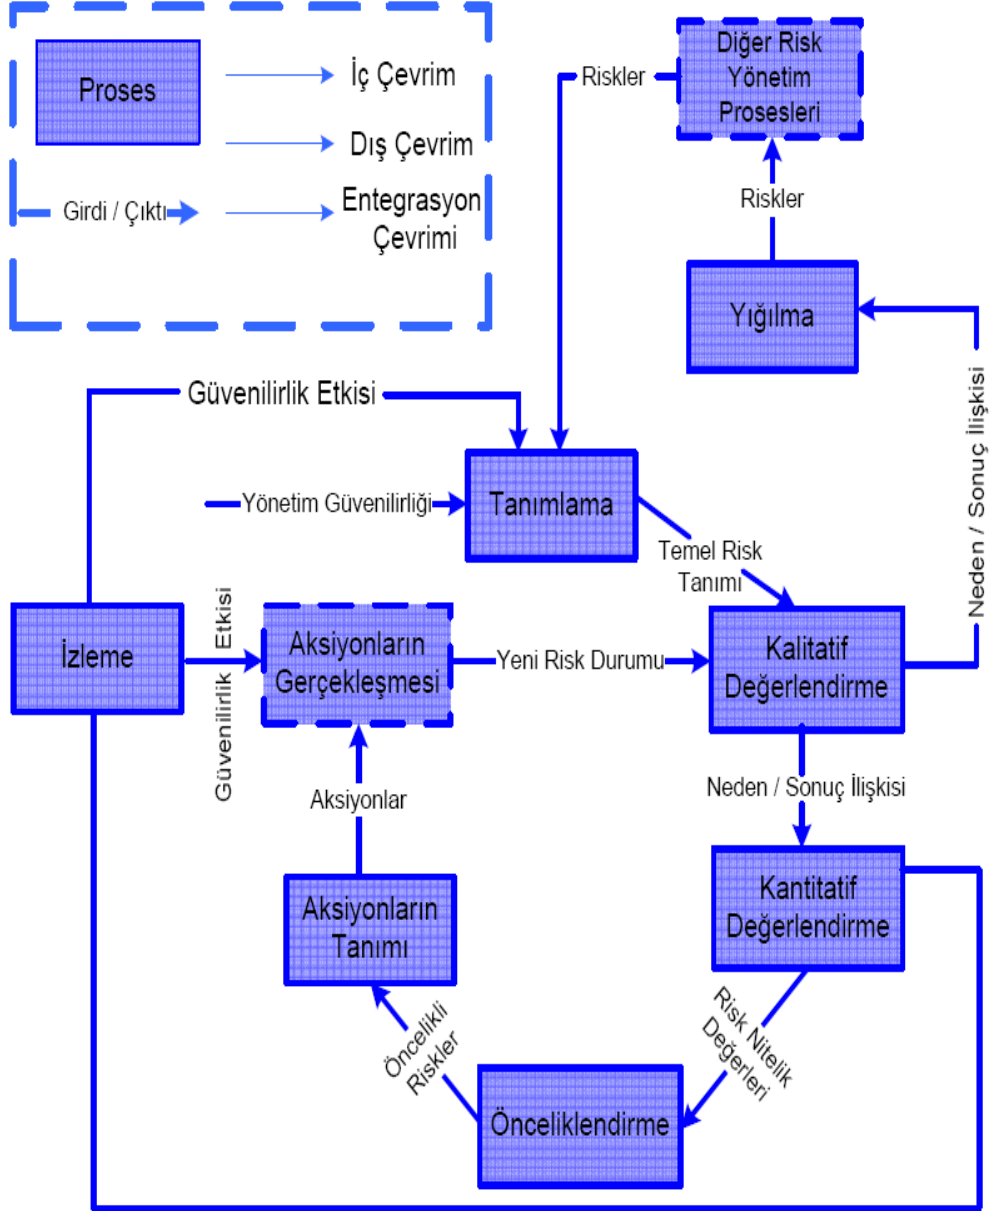 Proses
İç Çevrim
Dış Çevrim
Girdi / Çıktı
Entegrasyon
Çevrimi
Diğer Risk
Yönetim
Prosesleri
Riskler
Riskler
Yığılma
Neden / Sonuç İlişkisi
Güvenilirlik Etkisi
Yönetim Güvenilirliği
Tanımlama
Temel Risk
Tanımı
İzleme
Güvenilirlik Etkisi
Aksiyonların
Gerçekleşmesi
Yeni Risk Durumu
Kalitatif
Değerlendirme
Aksiyonlar
Neden / Sonuç İlişkisi
Aksiyonların
Tanımı
Kantitatif
Değerlendirme
Öncelikli
Riskler
Risk Nitelik
Değerleri
Önceliklendirme